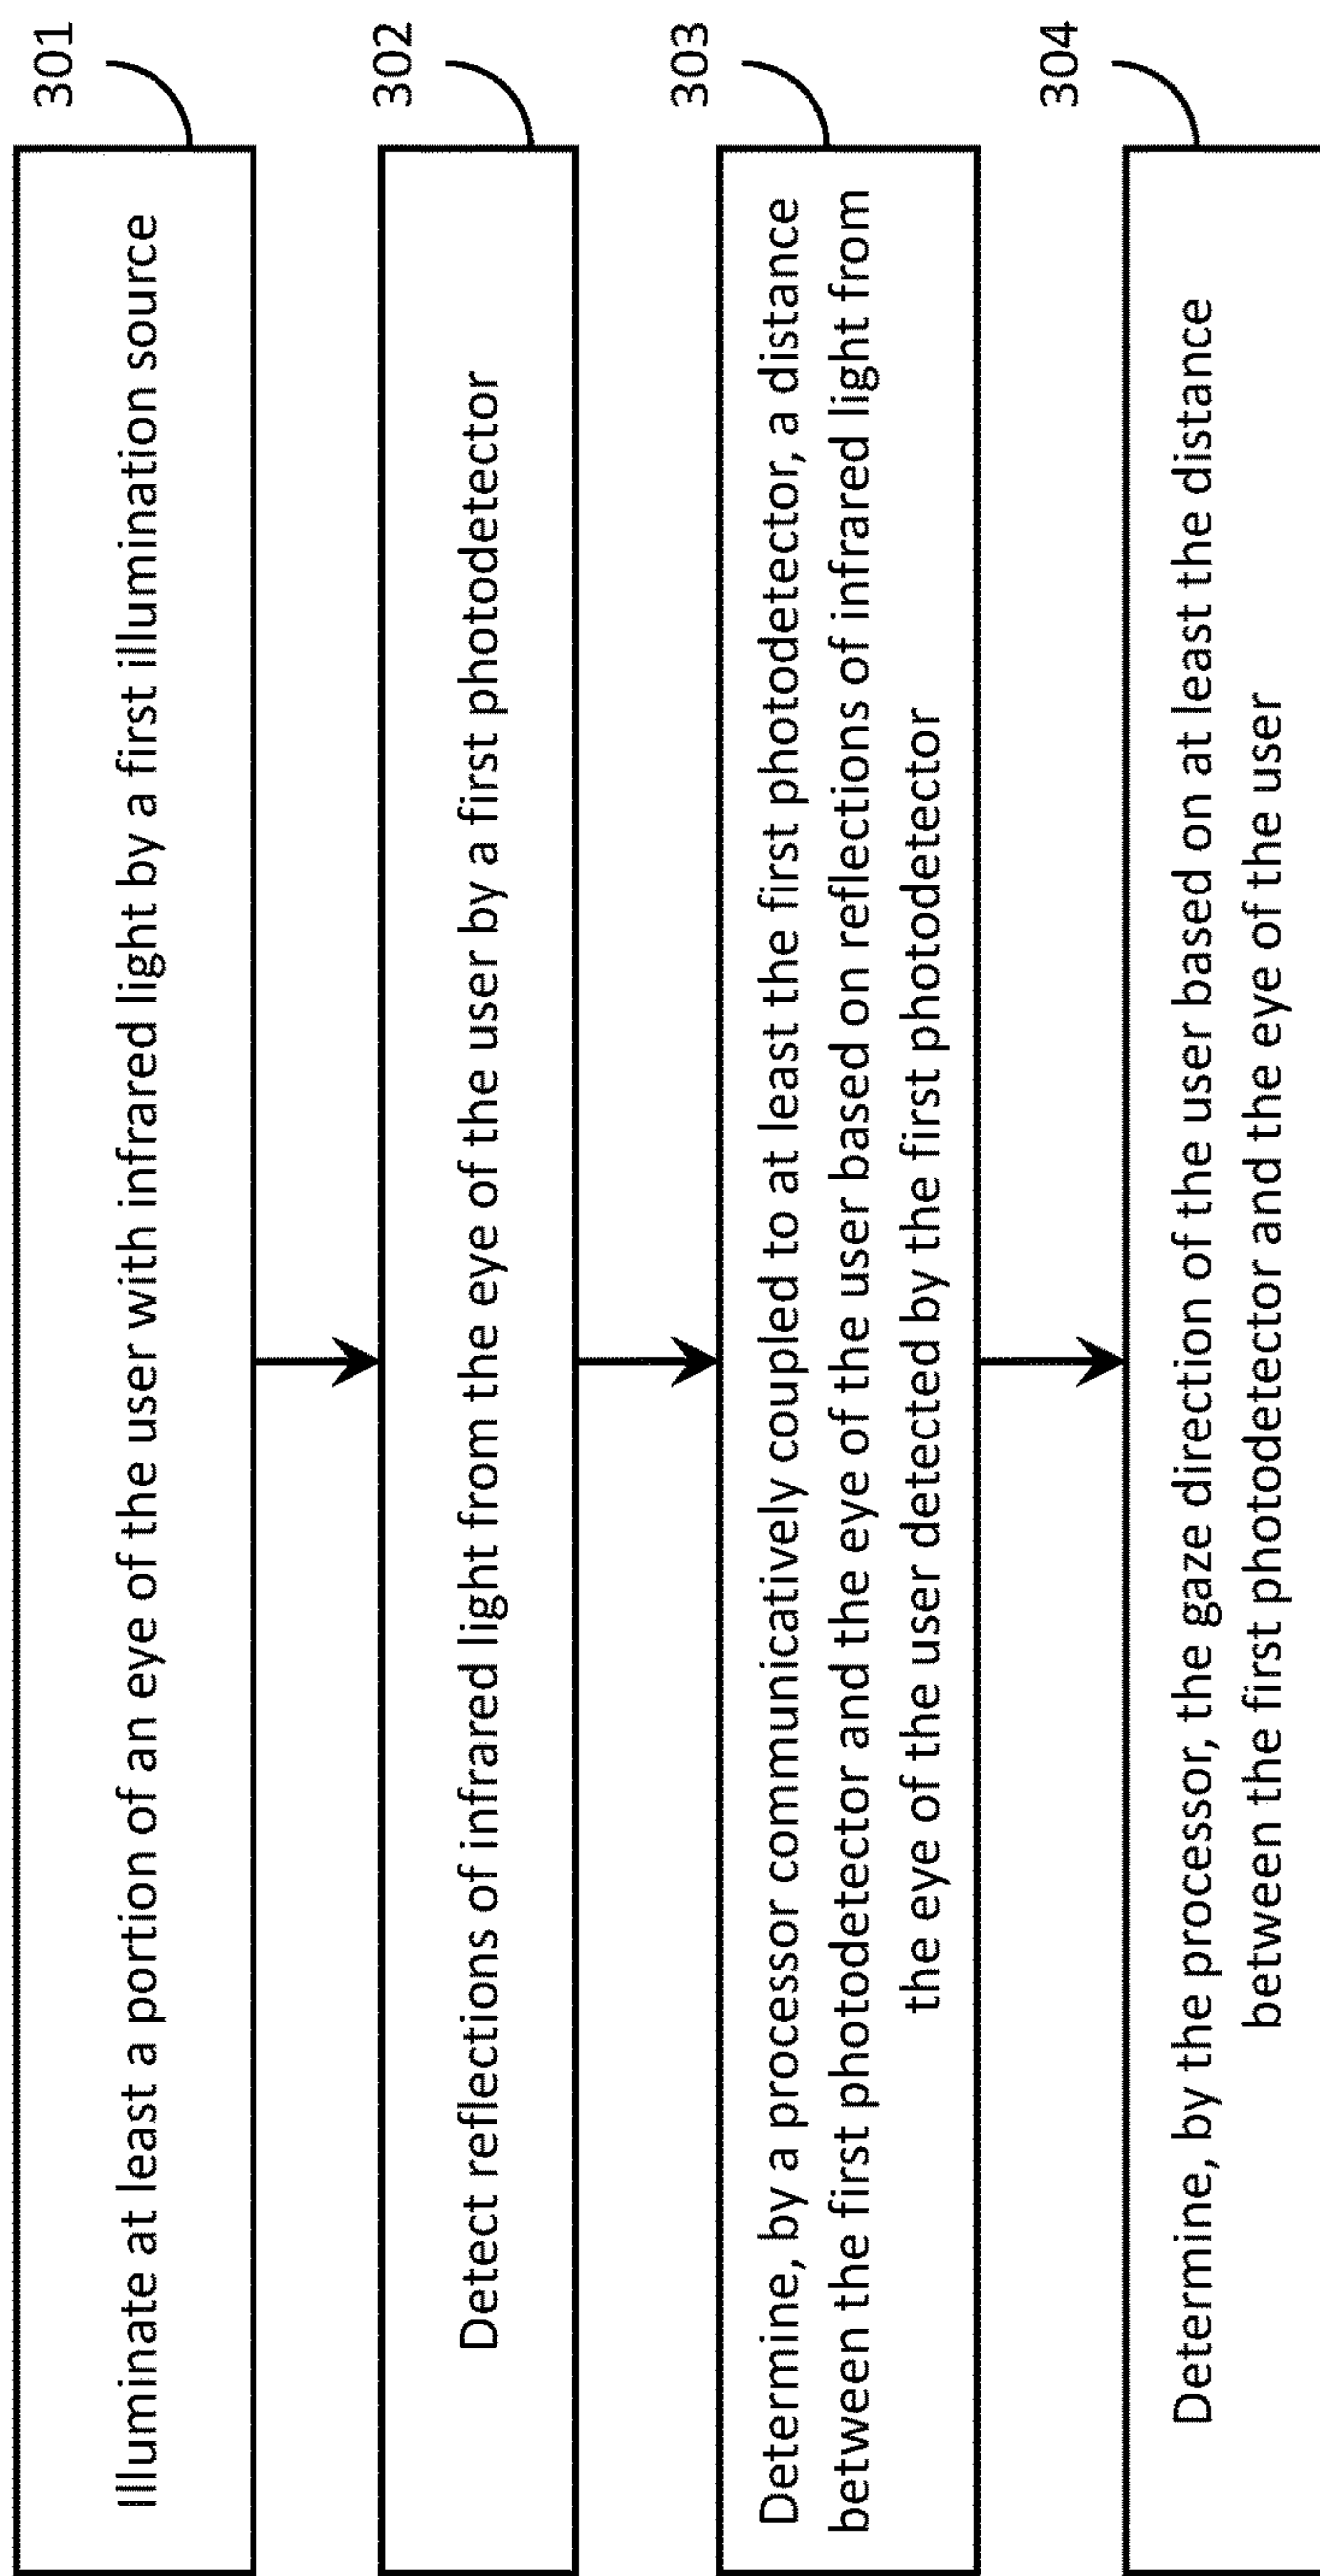 301
Illuminate at least a portion of an eye of the user with infrared light by a first illumination source
302
Detect reflections of infrared light from the eye of the user by a first photodetector
303
Determine, by a processor communicatively coupled to at least the first photodetector, a distance
between the first photodetector and the eye of the user based on reflections of infrared light from
the eye of the user detected by the first photodetector
304
Determine, by the processor, the gaze direction of the user based on at least the distance
between the first photodetector and the eye of the user